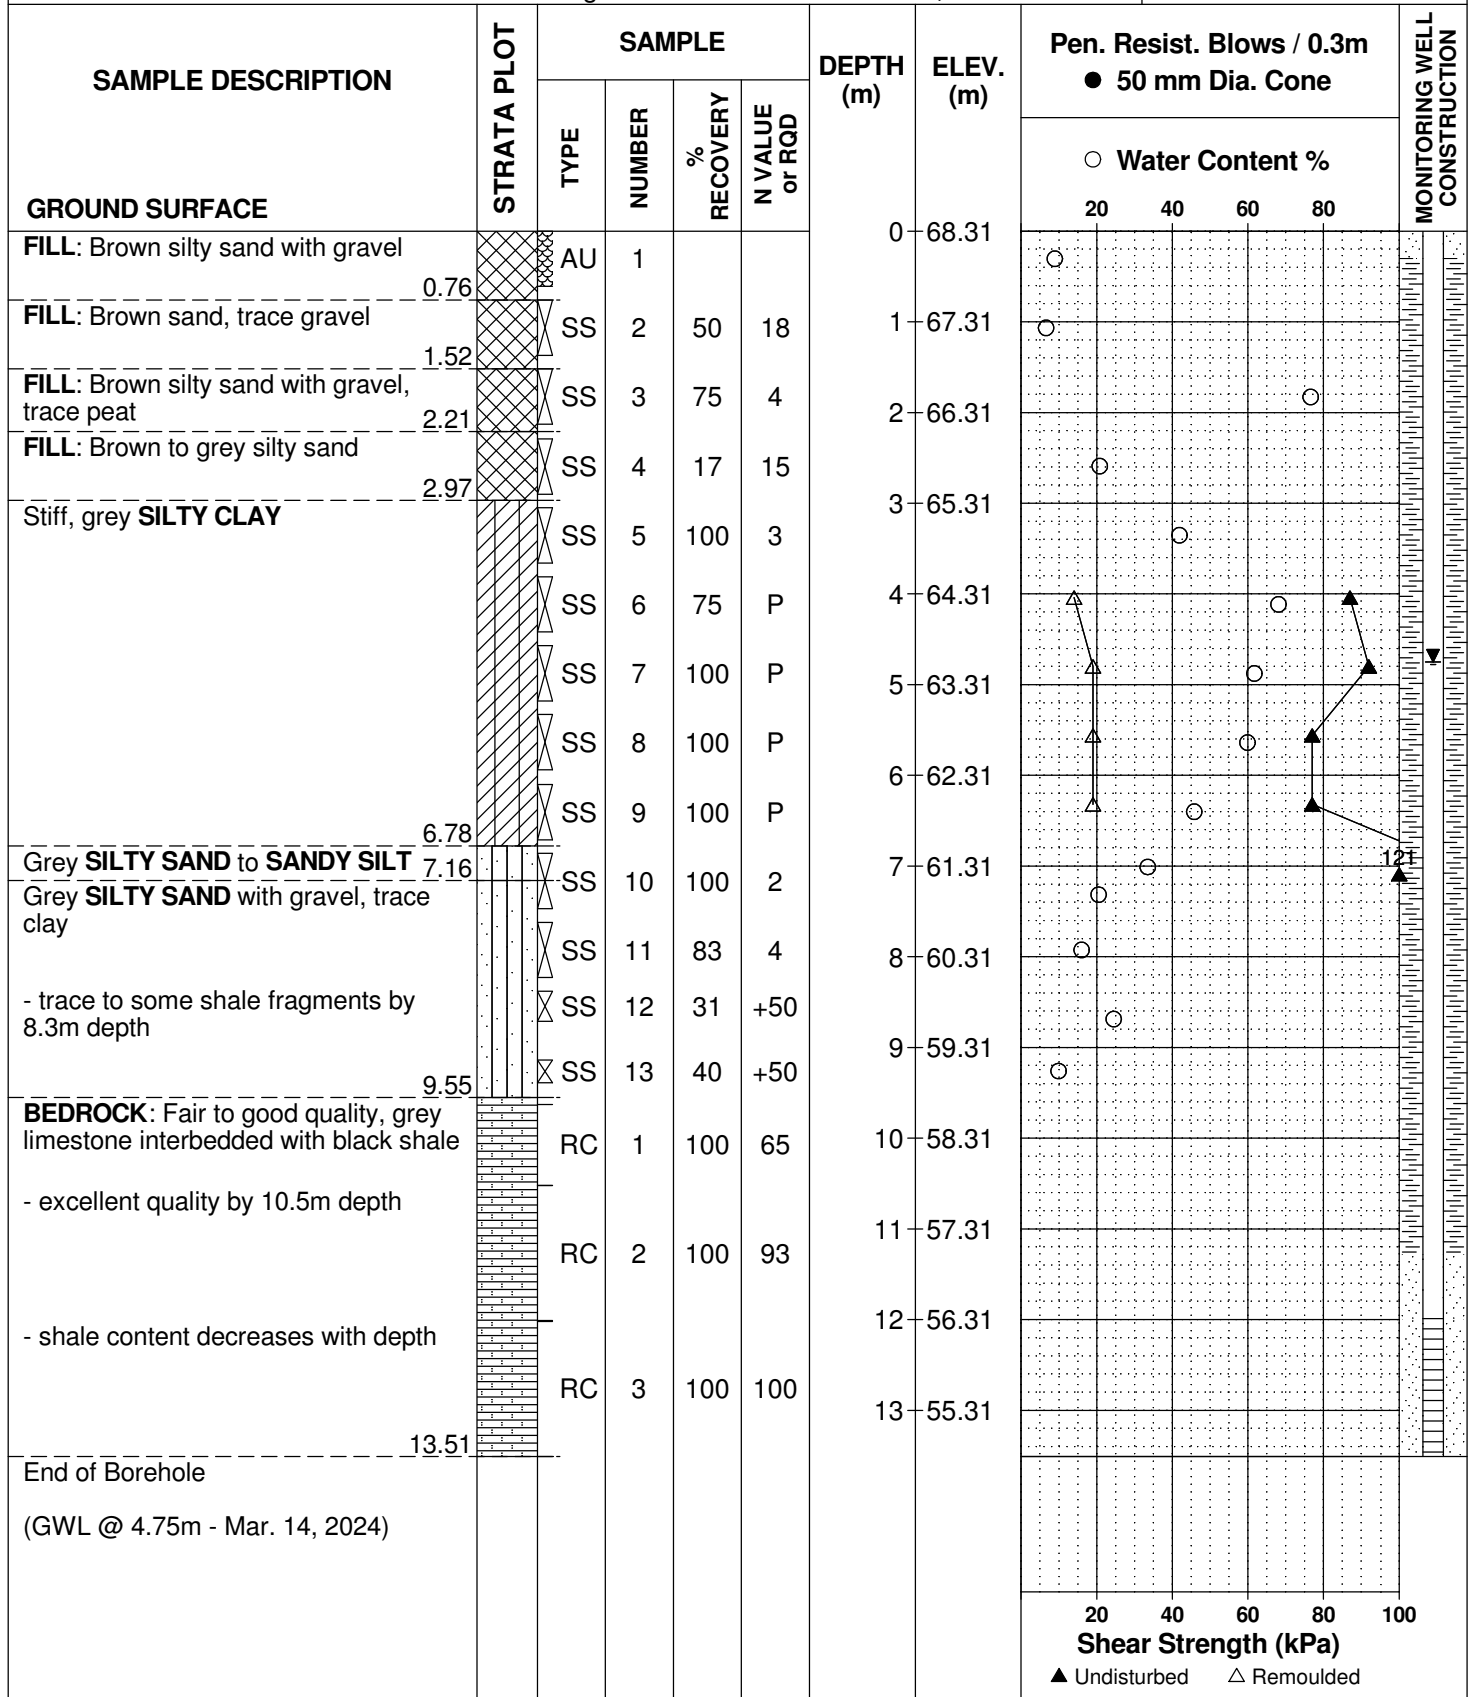 SAMPLE DESCRIPTION
GROUND SURFACE
STRATA PLOT
SAMPLE
TYPE
NUMBER
% RECOVERY
N VALUE or RQD
DEPTH (m)
ELEV. (m)
Pen. Resist. Blows / 0.3m
● 50 mm Dia. Cone
○ Water Content %
20 40 60 80
MONITORING WELL CONSTRUCTION
0 68.31
FILL: Brown silty sand with gravel
0.76
AU 1
FILL: Brown sand, trace gravel
1.52
SS 2 50 18
1 67.31
FILL: Brown silty sand with gravel,
trace peat
2.21
SS 3 75 4
2 66.31
FILL: Brown to grey silty sand
2.97
SS 4 17 15
3 65.31
Stiff, grey SILTY CLAY
SS 5 100 3
SS 6 75 P
4 64.31
SS 7 100 P
5 63.31
SS 8 100 P
6 62.31
SS 9 100 P
6.78
Grey SILTY SAND to SANDY SILT 7.16
121
7 61.31
SS 10 100 2
Grey SILTY SAND with gravel, trace
clay
SS 11 83 4
8 60.31
- trace to some shale fragments by
8.3m depth
SS 12 31 +50
9 59.31
SS 13 40 +50
9.55
BEDROCK: Fair to good quality, grey
limestone interbedded with black shale
RC 1 100 65
10 58.31
- excellent quality by 10.5m depth
11 57.31
RC 2 100 93
12 56.31
- shale content decreases with depth
RC 3 100 100
13 55.31
13.51
End of Borehole
(GWL @ 4.75m - Mar. 14, 2024)
20 40 60 80 100
Shear Strength (kPa)
▲ Undisturbed △ Remoulded